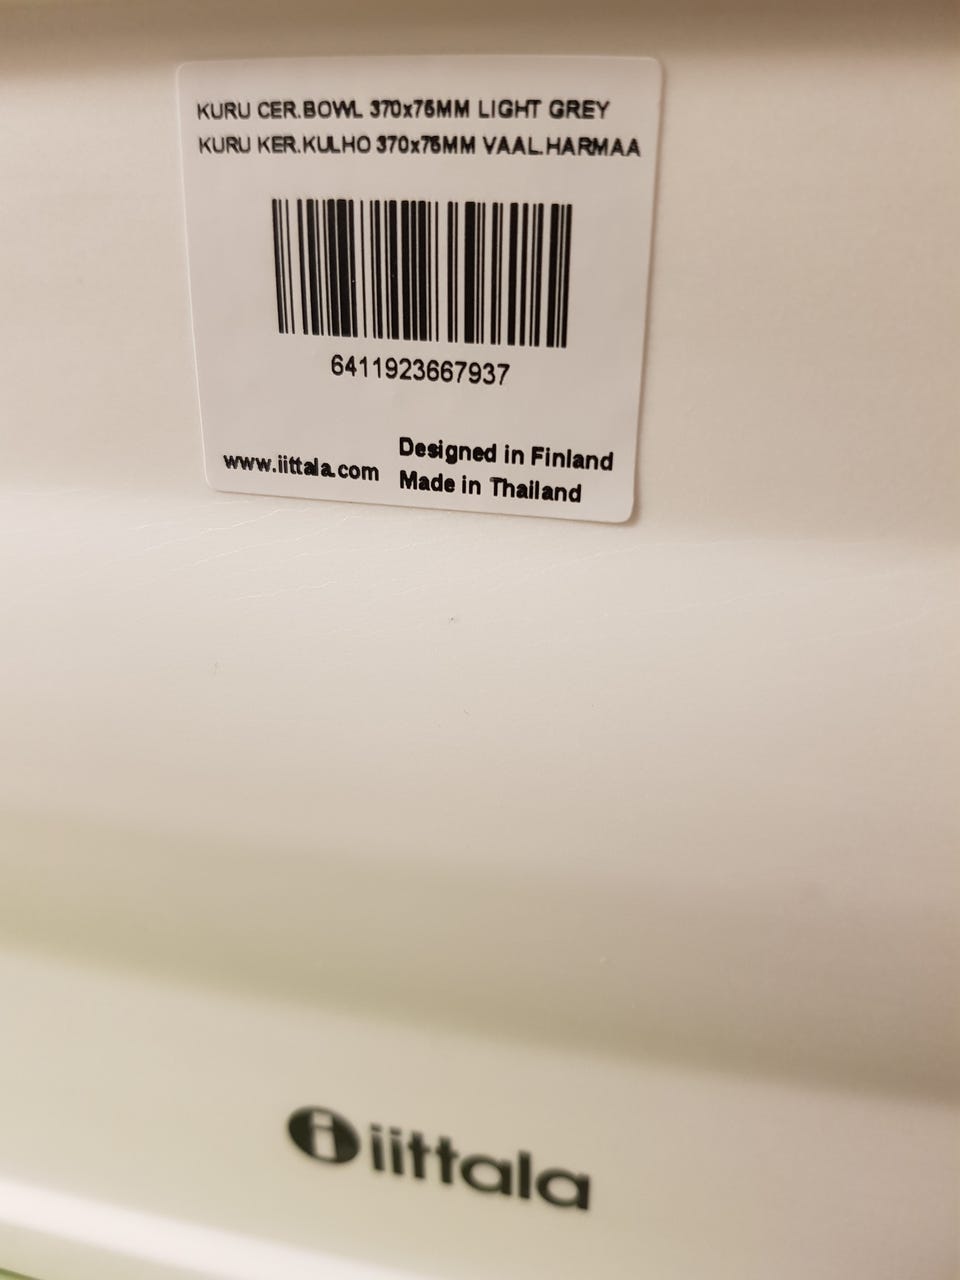 KURU CER.BOWL 370x75MM LIGHT GREY
KURU KER.KULHO 370x75MM VAAL.HARMAA
6411923667937
www.iittala.com
Designed in Finland
Made in Thailand
i iittala